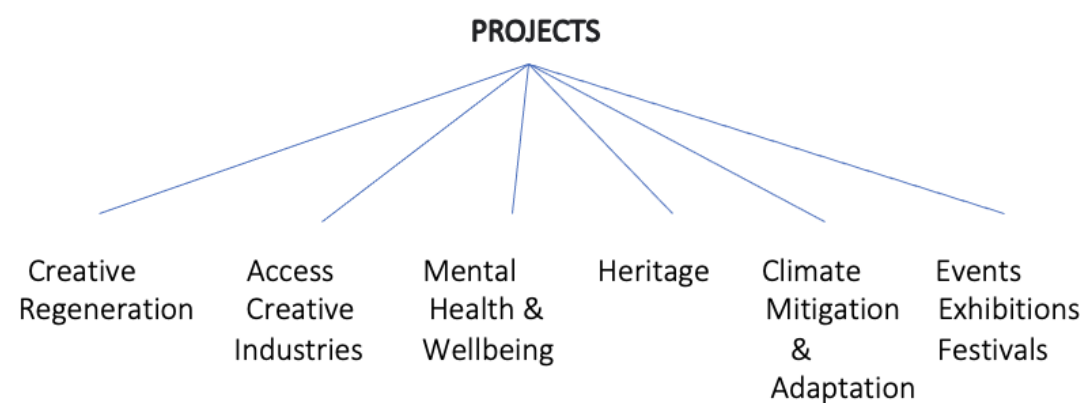 PROJECTS
Creative
Regeneration
Access
Creative
Industries
Mental
Health &
Wellbeing
Heritage
Climate
Mitigation
&
Adaptation
Events
Exhibitions
Festivals